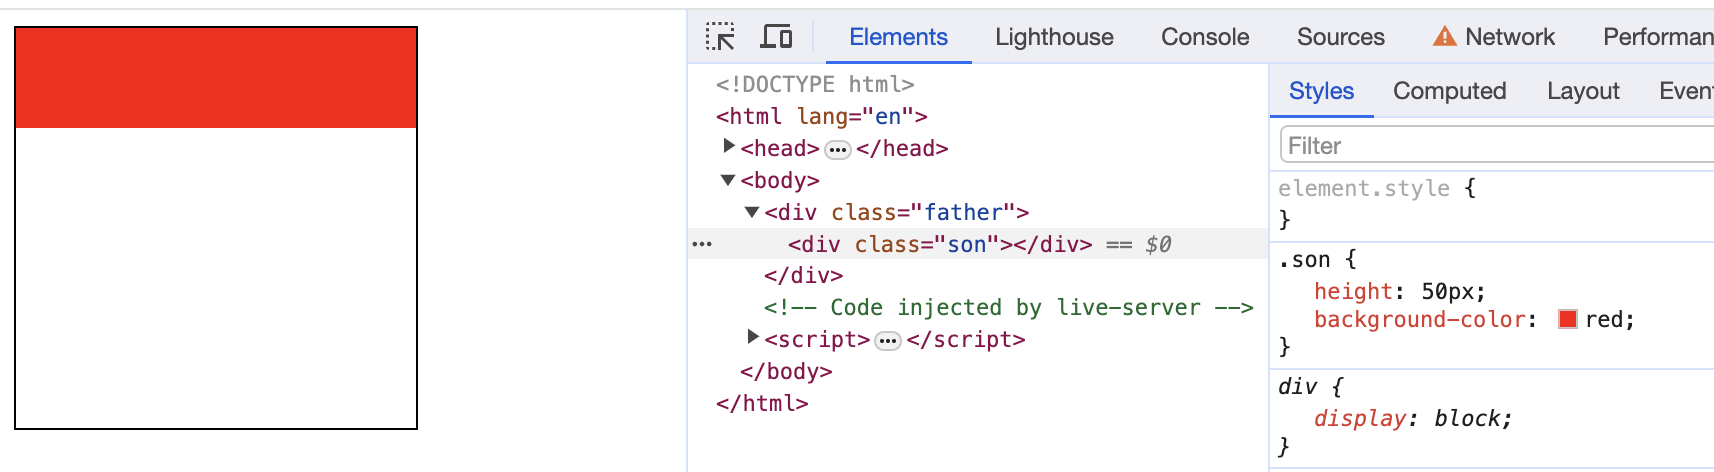 Elements Lighthouse Console Sources Network Performan
<!DOCTYPE html>
<html lang="en">
<head> ··· </head>
<body>
<div class="father">
··· <div class="son"></div> == $0
</div>
<!-- Code injected by live-server -->
<script> ··· </script>
</body>
</html>
Styles Computed Layout Even
Filter
element.style {
}
.son {
height: 50px;
background-color: red;
}
div {
display: block;
}